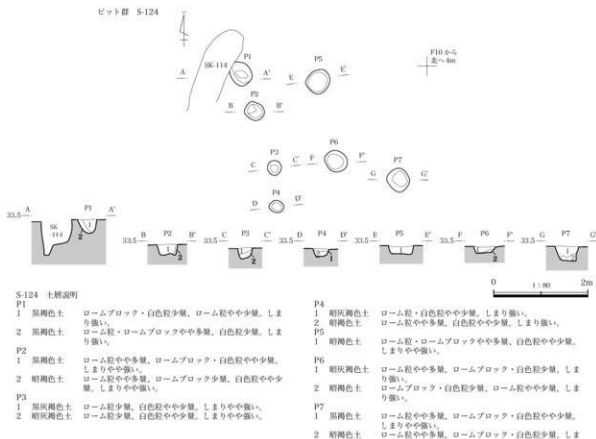 ピット群 S-124
P1
P5
F10から
北へ4m
SK-114
A
A'
E
E'
P2
B
B'
P3
P6
P7
C
C'
F
F'
G
G'
P4
D
D'
33.5 A P1 A'
SK
-114
1
2
33.5 B P2 B'
33.5 C P3 C'
33.5 D P4 D'
33.5 E P5 E'
33.5 F P6 F'
33.5 G P7 G'
0 1:80 2m
S-124 土層説明
P1
1 黒褐色土 ロームブロック・白色粒少量、ローム粒やや少量。しま
り強い。
2 黒褐色土 ローム粒・ロームブロックやや多量、白色粒少量。しま
り強い。
P2
1 黒褐色土 ローム粒やや多量、ロームブロック・白色粒やや少量。
しまりやや強い。
2 暗褐色土 ローム粒やや多量、ロームブロック少量、白色粒やや少
量。しまりやや強い。
P3
1 黒灰褐色土 ローム粒少量、白色粒やや少量。しまりやや強い。
2 暗灰褐色土 ローム粒少量、白色粒やや少量。しまり強い。
P4
1 暗灰褐色土 ローム粒・白色粒やや少量。しまり強い。
2 暗褐色土 ローム粒やや多量、白色粒やや少量。しまり強い。
P5
1 暗褐色土 ローム粒・ロームブロックやや多量、白色粒やや少量。
しまりやや強い。
P6
1 暗灰褐色土 ローム粒やや多量、ロームブロック・白色粒少量。しま
り強い。
2 暗褐色土 ロームブロック・白色粒少量、ローム粒やや少量。しま
り強い。
P7
1 黒褐色土 ローム粒やや多量、ロームブロック・白色粒やや少量。
しまりやや強い。
2 暗褐色土 ローム粒やや多量、ロームブロック・白色粒少量。しま